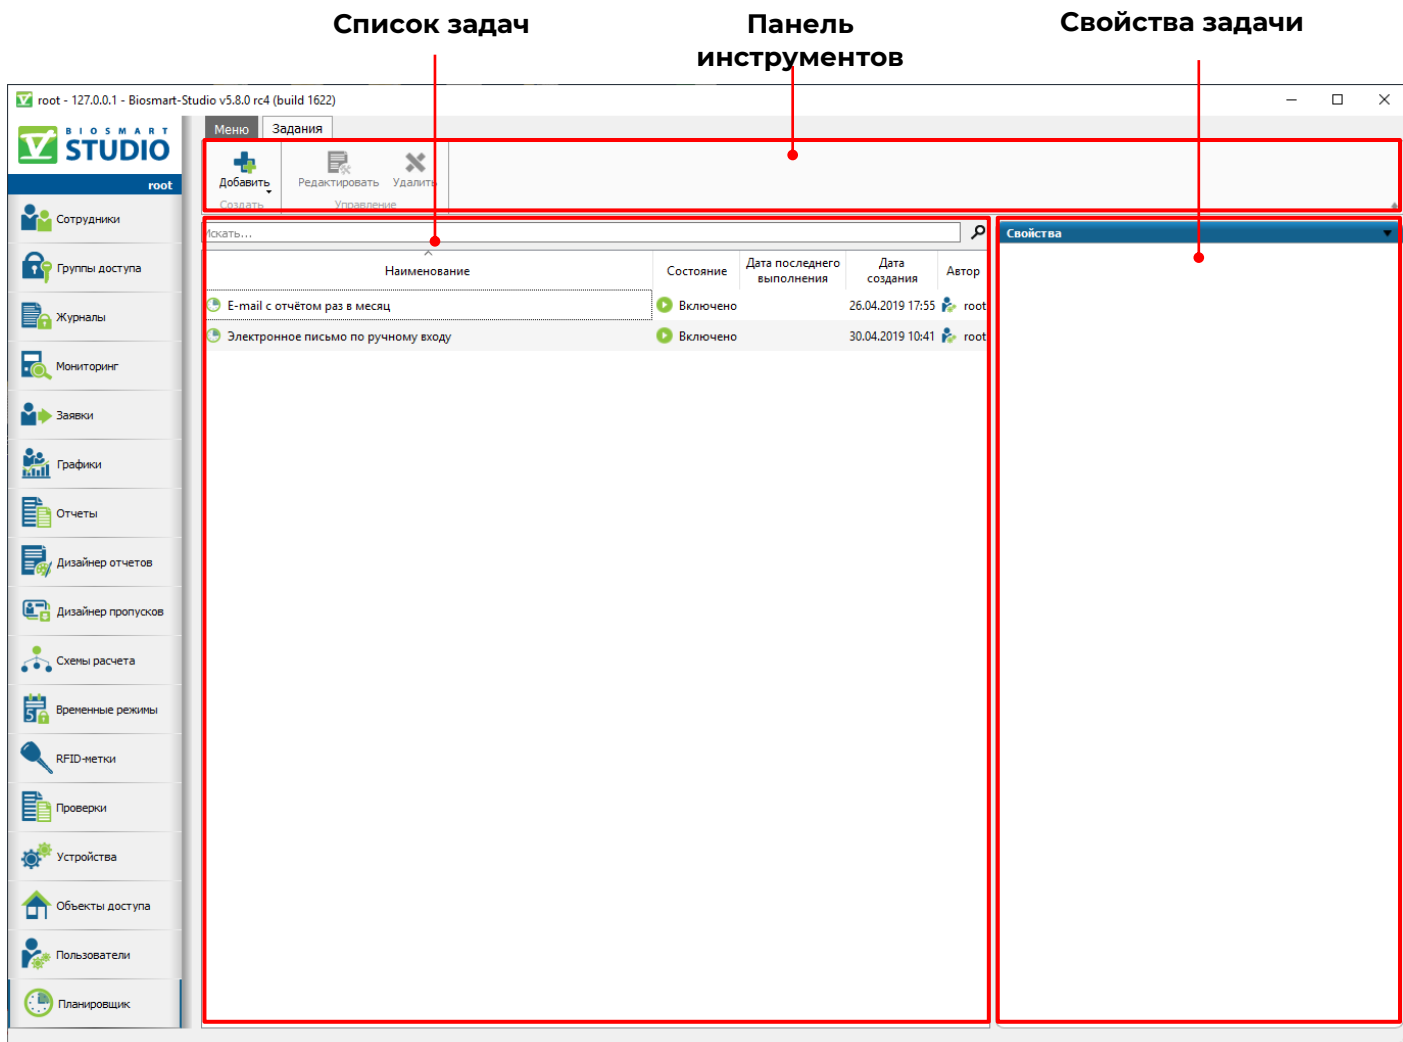 Список задач
Панель
инструментов
Свойства задачи
root - 127.0.0.1 - Biosmart-Studio v5.8.0 rc4 (build 1622)
BIOSMART
STUDIO
root
Меню
Задания
Добавить
Редактировать
Удалить
Создать
Управление
Искать...
Свойства
Наименование
Состояние
Дата последнего
выполнения
Дата
создания
Автор
E-mail с отчётом раз в месяц
Включено
26.04.2019 17:55
root
Электронное письмо по ручному входу
Включено
30.04.2019 10:41
root
Сотрудники
Группы доступа
Журналы
Мониторинг
Заявки
Графики
Отчеты
Дизайнер отчетов
Дизайнер пропусков
Схемы расчета
Временные режимы
RFID-метки
Проверки
Устройства
Объекты доступа
Пользователи
Планировщик